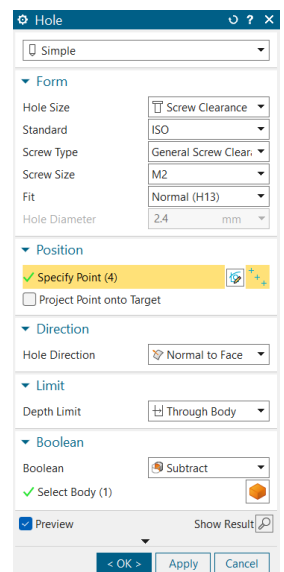 Hole
Simple
Form
Hole Size Screw Clearance
Standard ISO
Screw Type General Screw Clear
Screw Size M2
Fit Normal (H13)
Hole Diameter 2.4 mm
Position
Specify Point (4)
Project Point onto Target
Direction
Hole Direction Normal to Face
Limit
Depth Limit Through Body
Boolean
Boolean Subtract
Select Body (1)
Preview Show Result
< OK > Apply Cancel